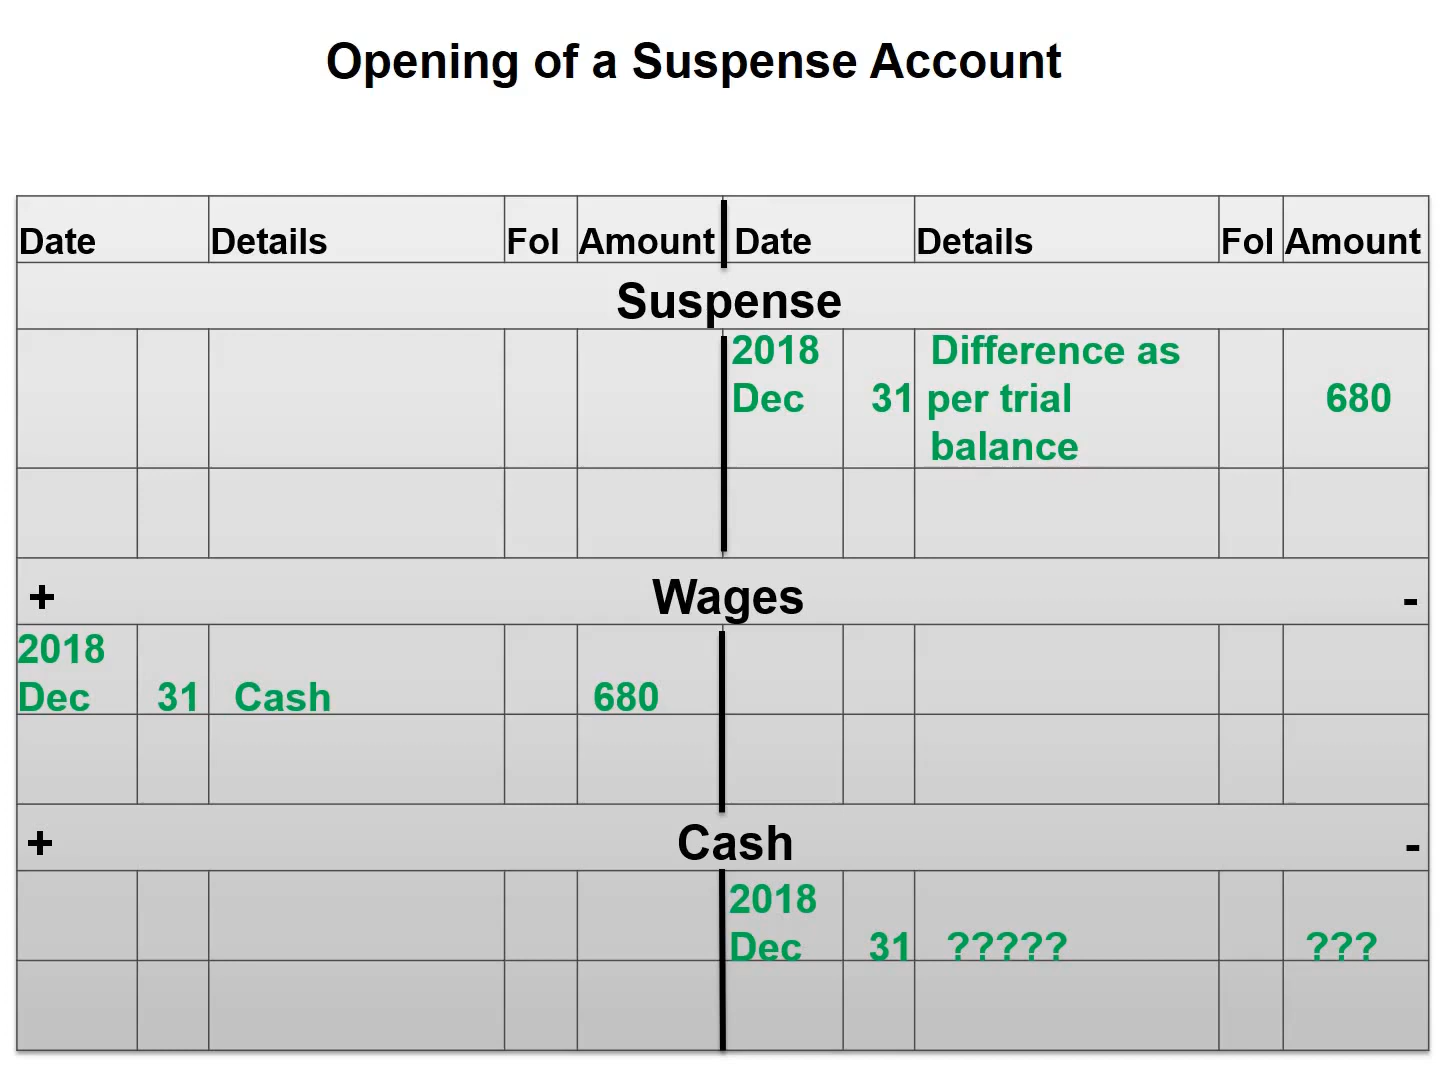 Opening of a Suspense Account
Date Details Fol Amount Date Details Fol Amount
Suspense
2018 Difference as
Dec 31 per trial 680
balance
+ Wages -
2018
Dec 31 Cash 680
+ Cash -
2018
Dec 31 ????? ???